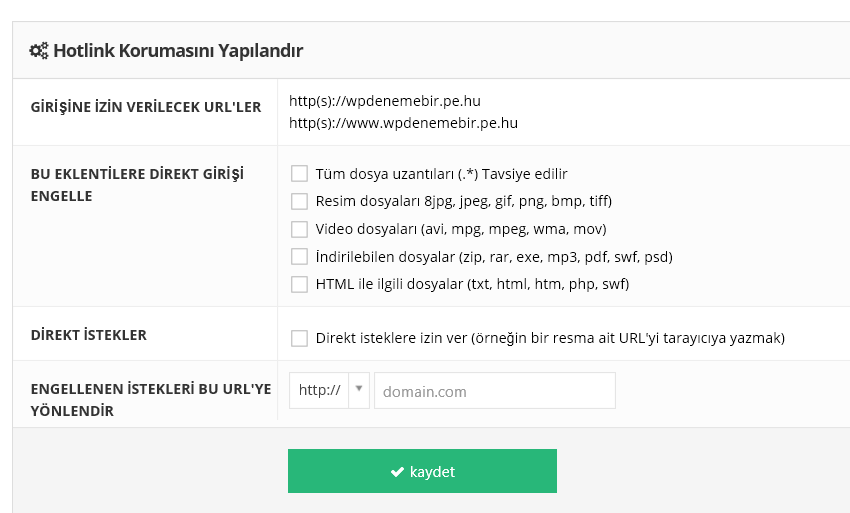 Hotlink Korumasını Yapılandır
GİRİŞİNE İZİN VERİLECEK URL'LER
http(s)://wpdenemebir.pe.hu
http(s)://www.wpdenemebir.pe.hu
BU EKLENTİLERE DİREKT GİRİŞİ
ENGELLE
Tüm dosya uzantıları (.*) Tavsiye edilir
Resim dosyaları 8jpg, jpeg, gif, png, bmp, tiff)
Video dosyaları (avi, mpg, mpeg, wma, mov)
İndirilebilen dosyalar (zip, rar, exe, mp3, pdf, swf, psd)
HTML ile ilgili dosyalar (txt, html, htm, php, swf)
DİREKT İSTEKLER
Direkt isteklere izin ver (örneğin bir resma ait URL'yi tarayıcıya yazmak)
ENGELLENEN İSTEKLERİ BU URL'YE
YÖNLENDİR
http://
domain.com
kaydet